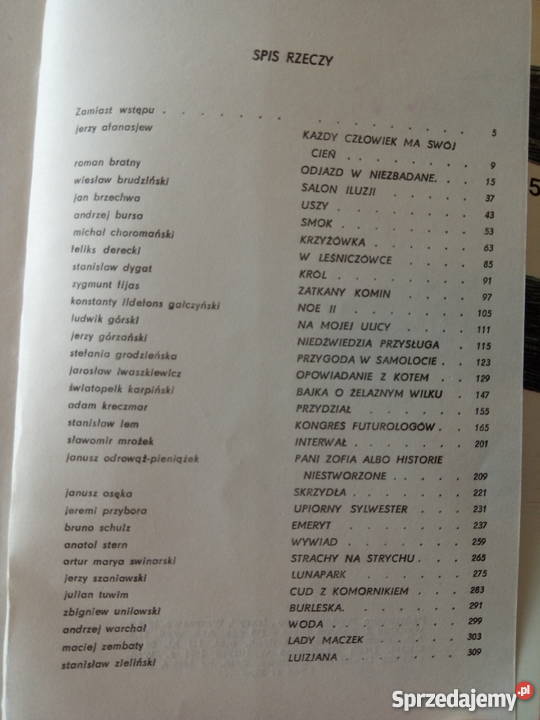 SPIS RZECZY
Zamiast wstępu . . . . . . . . . . . . . . . 5
jerzy afanasjew KAŻDY CZŁOWIEK MA SWÓJ
CIEŃ . . . . . . . . . 9
roman bratny ODJAZD W NIEZBADANE. . . 15
wiesław brudziński SALON ILUZJI . . . . . 37
jan brzechwa USZY . . . . . . . . 43
andrzej bursa SMOK . . . . . . . . 53
michał choromański KRZYŻÓWKA . . . . . . 63
feliks derecki W LEŚNICZÓWCE . . . . . 85
stanisław dygat KRÓL . . . . . . . . 91
zygmunt fijas ZATKANY KOMIN . . . . 97
konstanty ildefons gałczyński NOE II . . . . . . . 105
ludwik górski NA MOJEJ ULICY . . . . 111
jerzy górzański NIEDŹWIEDZIA PRZYSŁUGA . 115
stefania grodzieńska PRZYGODA W SAMOLOCIE . . 123
jarosław iwaszkiewicz OPOWIADANIE Z KOTEM . . 129
światopełk karpiński BAJKA O ŻELAZNYM WILKU . 147
adam kreczmar PRZYDZIAŁ . . . . . . 155
stanisław lem KONGRES FUTUROLOGÓW. . . 165
sławomir mrożek INTERWAŁ . . . . . . 201
janusz odrowąż-pieniążek PANI ZOFIA ALBO HISTORIE
NIESTWORZONE . . . . . 209
janusz osęka SKRZYDŁA . . . . . . 221
jeremi przybora UPIORNY SYLWESTER . . . 231
bruno schulz EMERYT . . . . . . . 237
anatol stern WYWIAD . . . . . . . 259
artur marya swinarski STRACHY NA STRYCHU . . . 265
jerzy szaniawski LUNAPARK . . . . . . 275
julian tuwim CUD Z KOMORNIKIEM . . . 283
zbigniew uniłowski BURLESKA. . . . . . . 291
andrzej warchał WODA . . . . . . . 299
maciej zembaty LADY MACZEK . . . . . 303
stanisław zieliński LUIZJANA . . . . . . 309
5
Sprzedajemy.pl